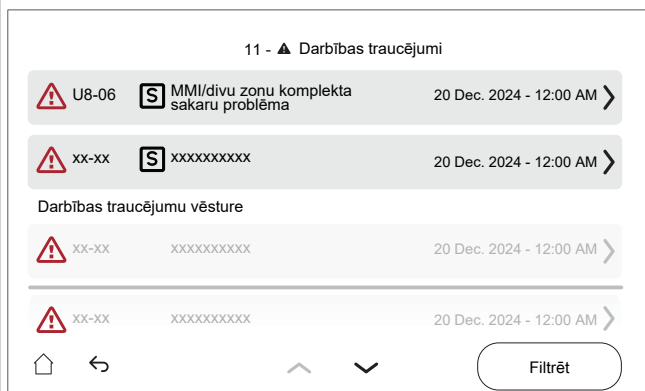 11 - Darbības traucējumi
U8-06 S MMI/divu zonu komplekta sakaru problēma 20 Dec. 2024 - 12:00 AM
xx-xx S xxxxxxxxxx 20 Dec. 2024 - 12:00 AM
Darbības traucējumu vēsture
xx-xx xxxxxxxxxx 20 Dec. 2024 - 12:00 AM
xx-xx xxxxxxxxxx 20 Dec. 2024 - 12:00 AM
Filtrēt